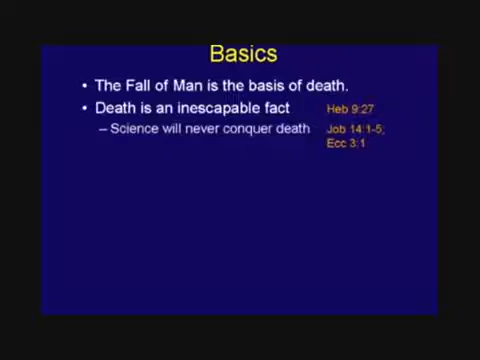 Basics
• The Fall of Man is the basis of death.
• Death is an inescapable fact Heb 9:27
– Science will never conquer death Job 14:1-5;
Ecc 3:1